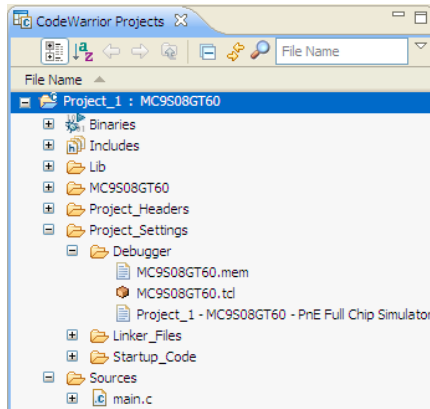 CodeWarrior Projects
File Name
File Name
Project_1 : MC9S08GT60
Binaries
Includes
Lib
MC9S08GT60
Project_Headers
Project_Settings
Debugger
MC9S08GT60.mem
MC9S08GT60.tcl
Project_1 - MC9S08GT60 - PnE Full Chip Simulator
Linker_Files
Startup_Code
Sources
main.c